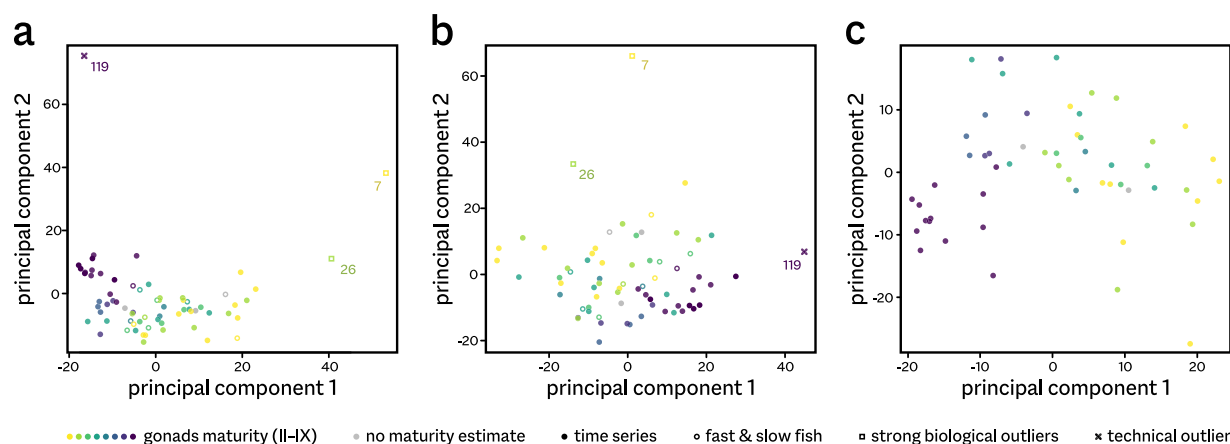 a
b
c
principal component 2
60
40
20
0
119
7
26
-20
0
20
40
principal component 1
principal component 2
60
40
20
0
-20
7
26
119
-20
0
20
40
principal component 1
principal component 2
10
0
-10
-20
-20
-10
0
10
20
principal component 1
gonads maturity (II–IX)
no maturity estimate
time series
fast & slow fish
strong biological outliers
technical outlier